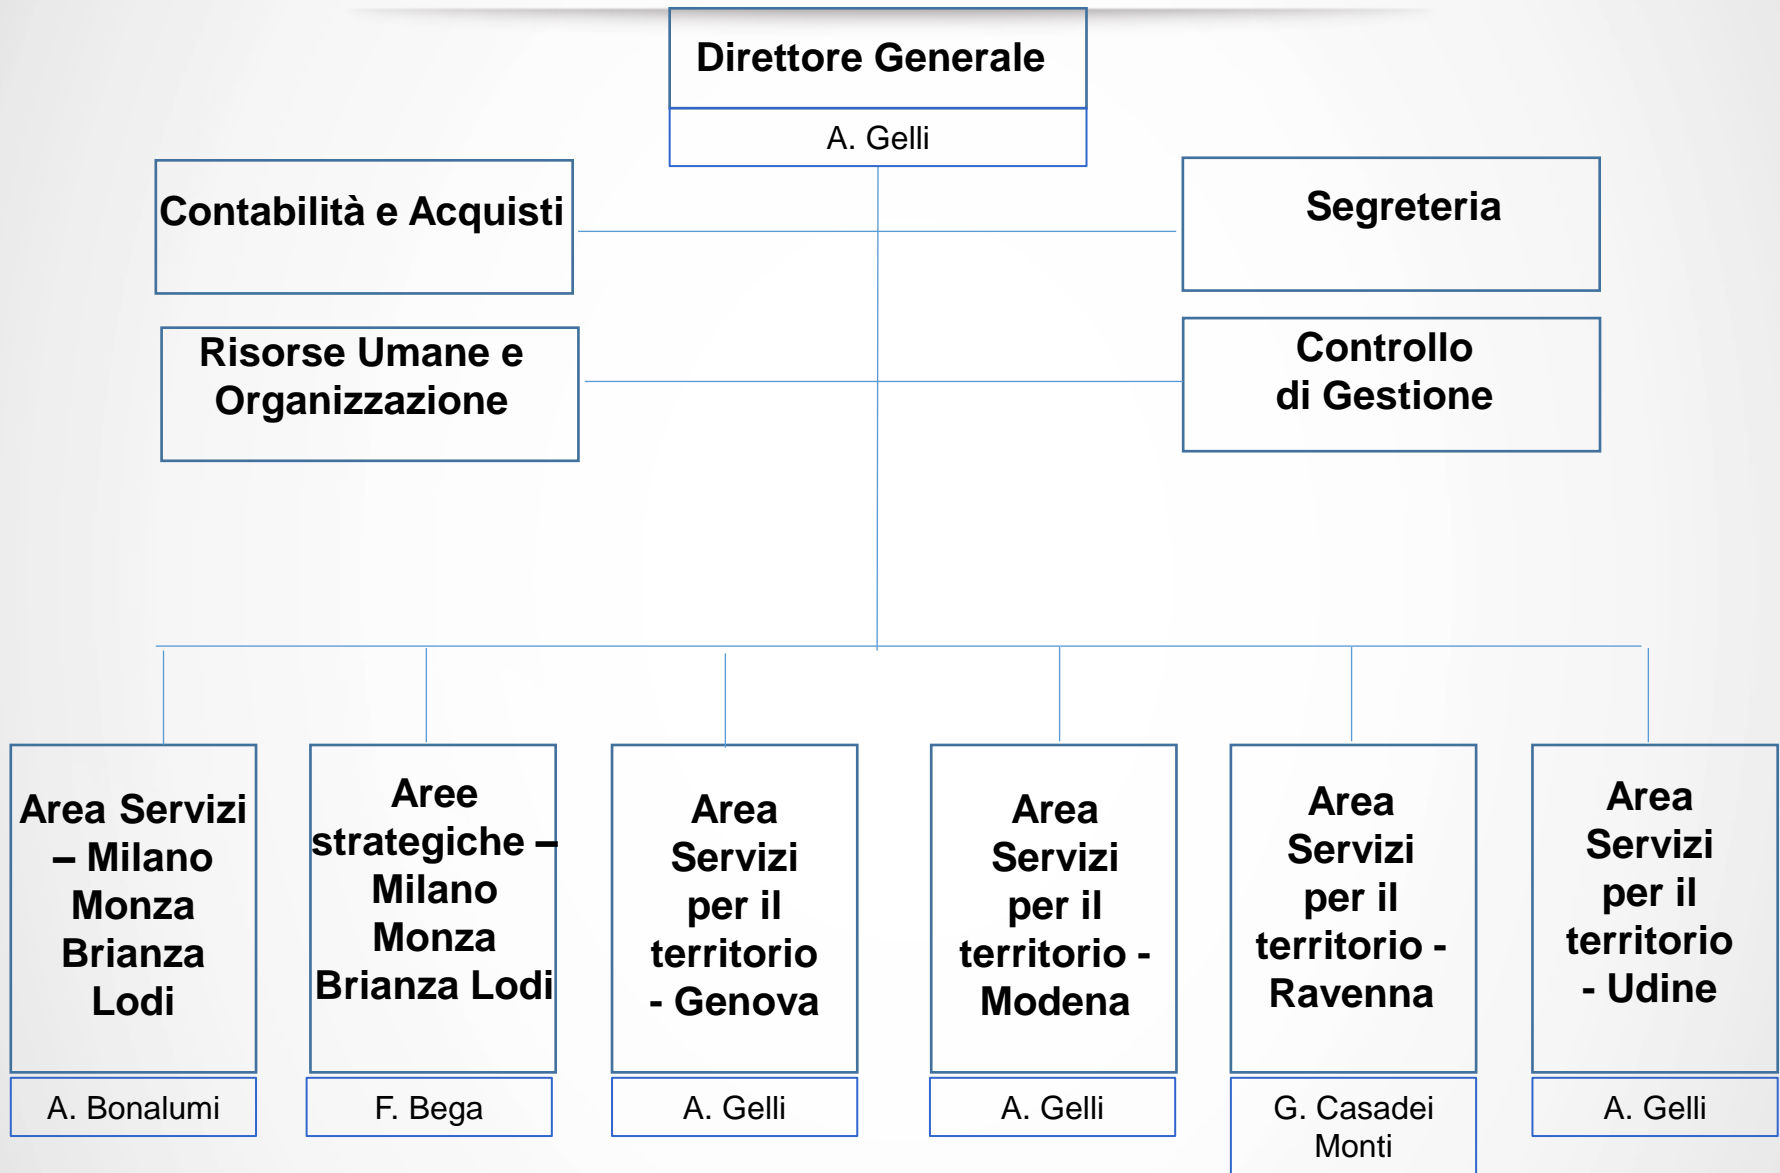 Direttore Generale
A. Gelli
Contabilità e Acquisti
Segreteria
Risorse Umane e
Organizzazione
Controllo
di Gestione
Area Servizi
– Milano
Monza
Brianza
Lodi
A. Bonalumi
Aree
strategiche –
Milano
Monza
Brianza Lodi
F. Bega
Area
Servizi
per il
territorio
- Genova
A. Gelli
Area
Servizi
per il
territorio -
Modena
A. Gelli
Area
Servizi
per il
territorio -
Ravenna
G. Casadei
Monti
Area
Servizi
per il
territorio
- Udine
A. Gelli